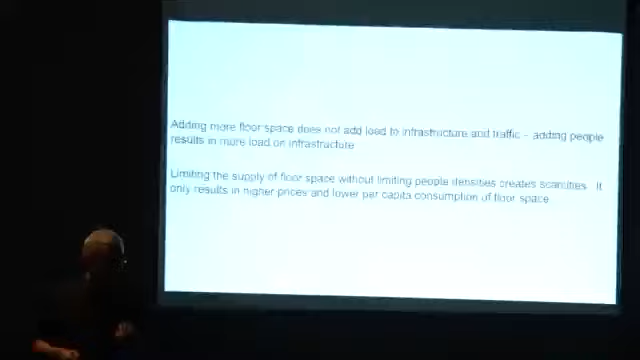 Adding more floor space does not add load to infrastructure and traffic - adding people
results in more load on infrastructure
Limiting the supply of floor space without limiting people densities creates scarcities. It
only results in higher prices and lower per capita consumption of floor space